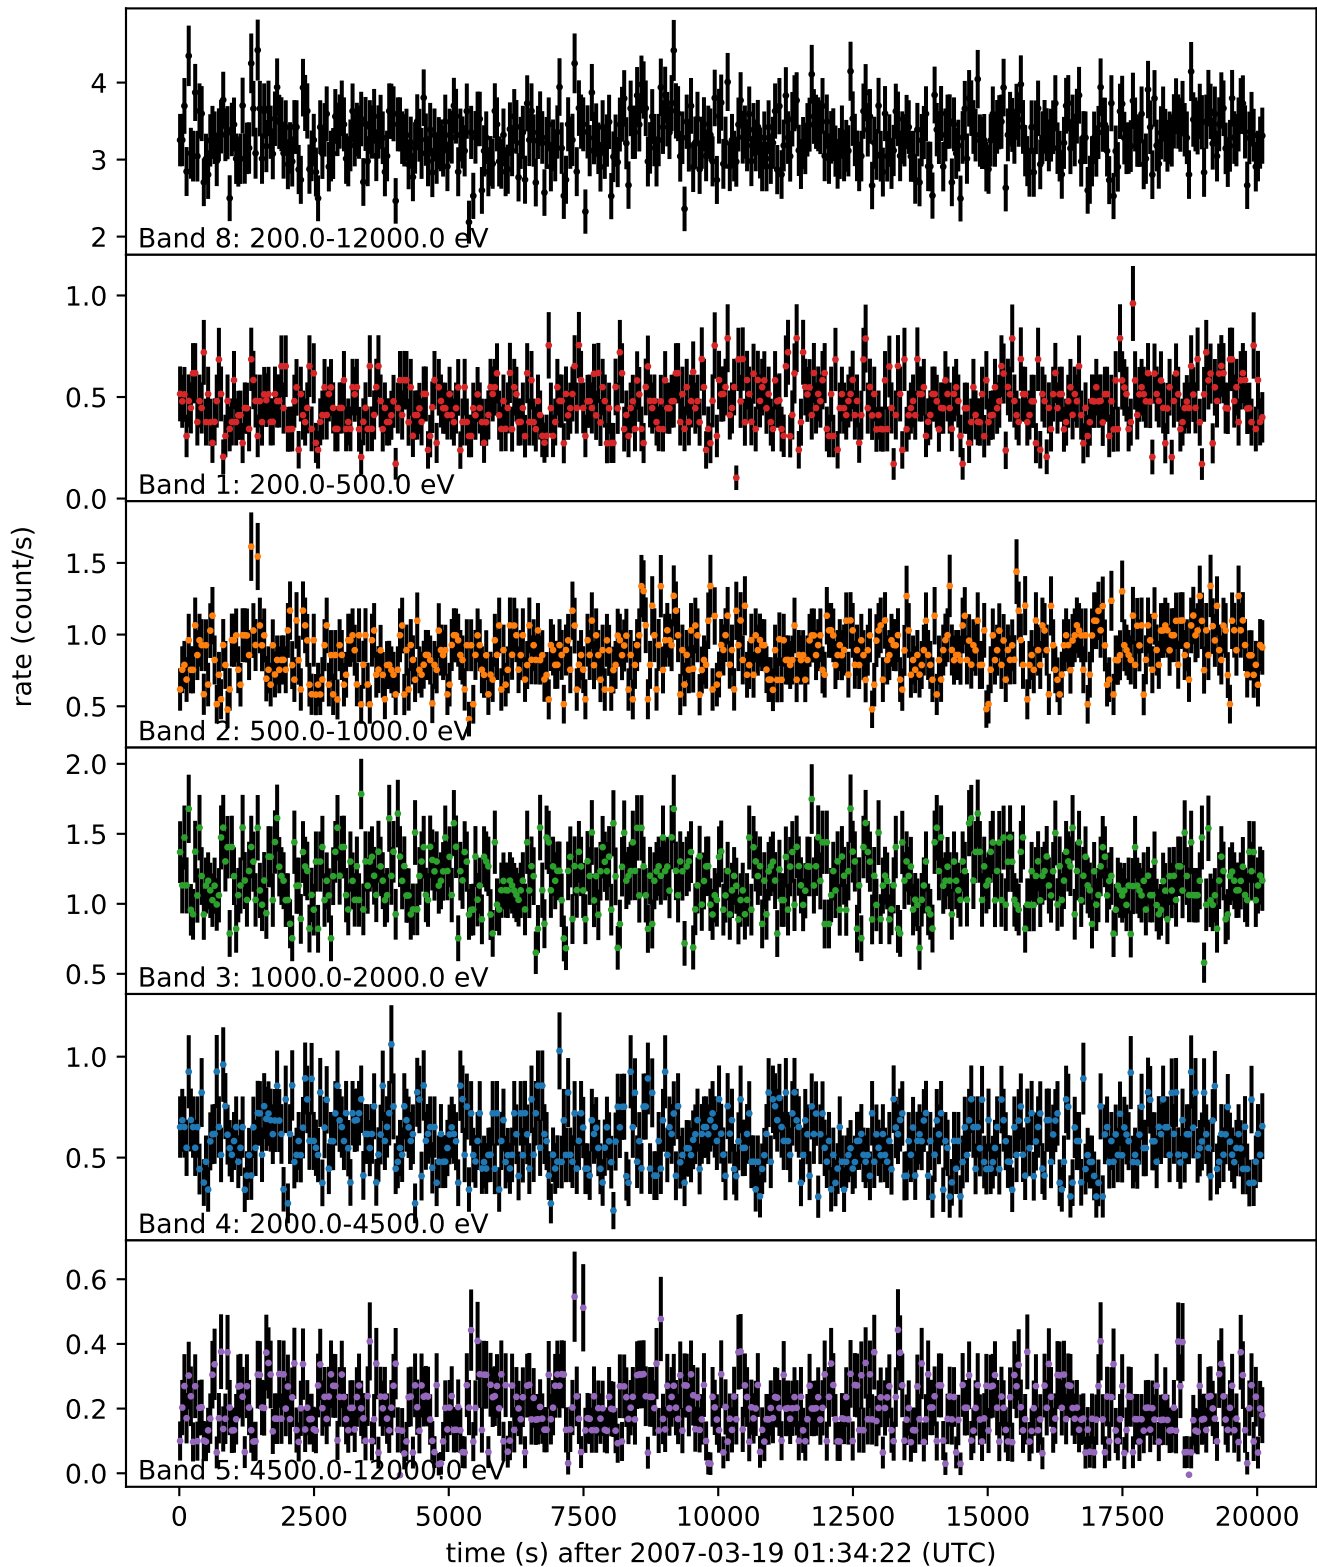 4
3
2
Band 8: 200.0-12000.0 eV
1.0
0.5
0.0
Band 1: 200.0-500.0 eV
rate (count/s)
1.5
1.0
0.5
Band 2: 500.0-1000.0 eV
2.0
1.5
1.0
0.5
Band 3: 1000.0-2000.0 eV
1.0
0.5
Band 4: 2000.0-4500.0 eV
0.6
0.4
0.2
0.0
Band 5: 4500.0-12000.0 eV
0 2500 5000 7500 10000 12500 15000 17500 20000
time (s) after 2007-03-19 01:34:22 (UTC)